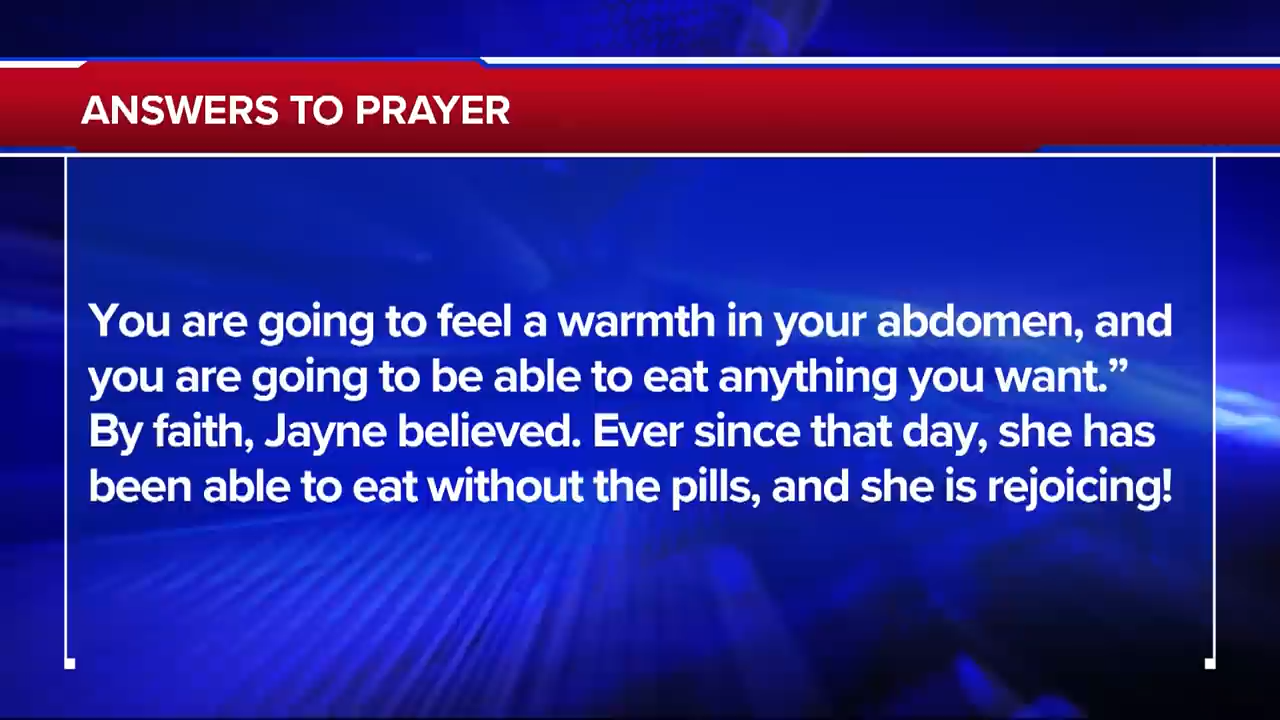 ANSWERS TO PRAYER
You are going to feel a warmth in your abdomen, and
you are going to be able to eat anything you want.”
By faith, Jayne believed. Ever since that day, she has
been able to eat without the pills, and she is rejoicing!